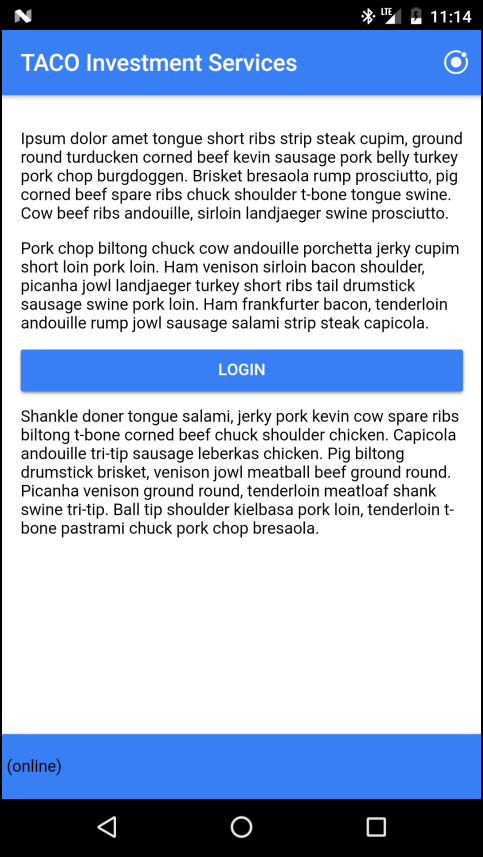 LTE 11:14
TACO Investment Services
Ipsum dolor amet tongue short ribs strip steak cupim, ground
round turducken corned beef kevin sausage pork belly turkey
pork chop burgdoggen. Brisket bresaola rump prosciutto, pig
corned beef spare ribs chuck shoulder t-bone tongue swine.
Cow beef ribs andouille, sirloin landjaeger swine prosciutto.
Pork chop biltong chuck cow andouille porchetta jerky cupim
short loin pork loin. Ham venison sirloin bacon shoulder,
picanha jowl landjaeger turkey short ribs tail drumstick
sausage swine pork loin. Ham frankfurter bacon, tenderloin
andouille rump jowl sausage salami strip steak capicola.
LOGIN
Shankle doner tongue salami, jerky pork kevin cow spare ribs
biltong t-bone corned beef chuck shoulder chicken. Capicola
andouille tri-tip sausage leberkas chicken. Pig biltong
drumstick brisket, venison jowl meatball beef ground round.
Picanha venison ground round, tenderloin meatloaf shank
swine tri-tip. Ball tip shoulder kielbasa pork loin, tenderloin t-
bone pastrami chuck pork chop bresaola.
(online)